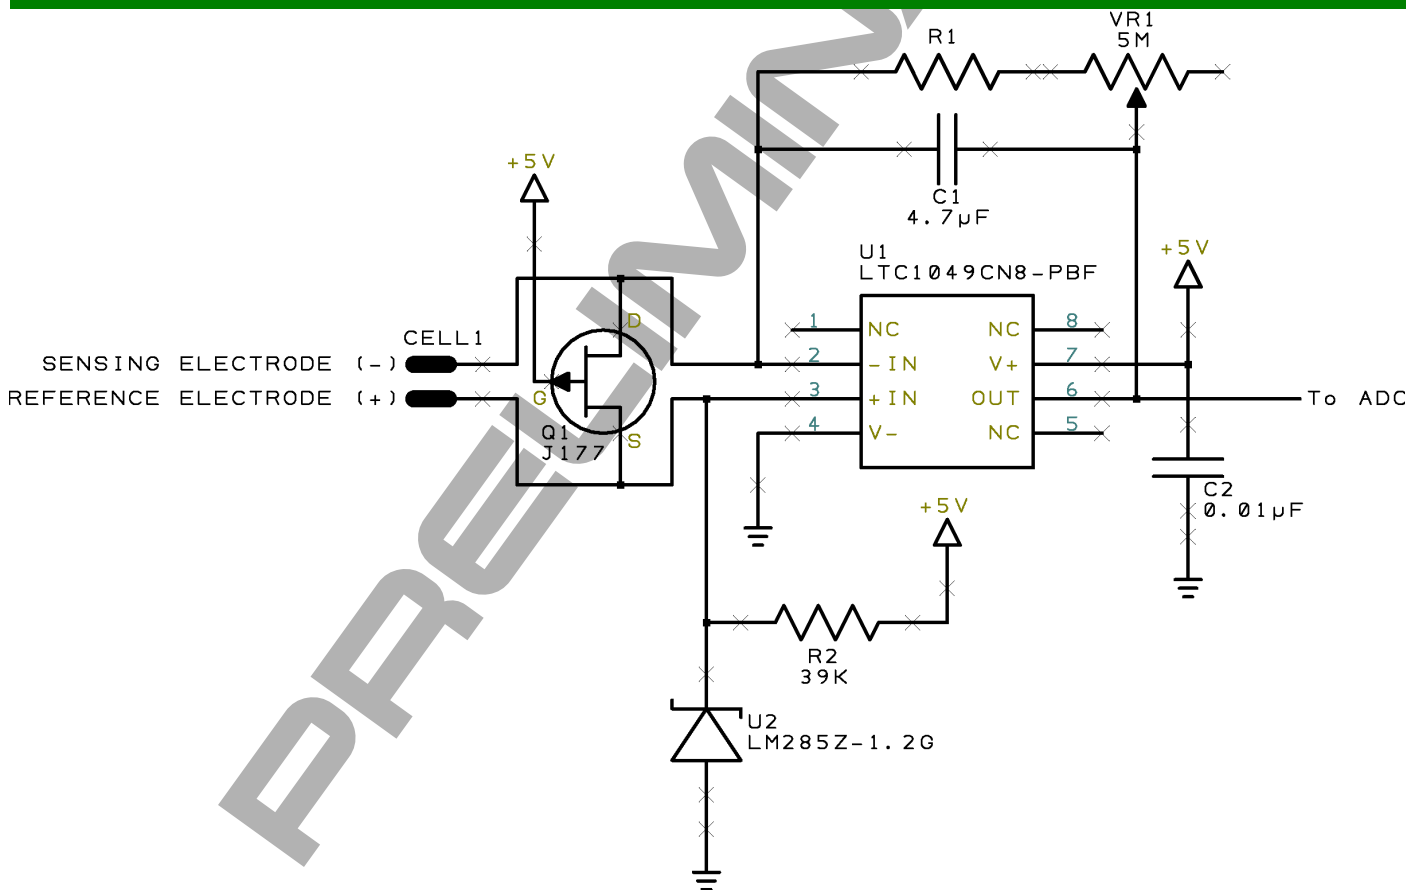 VR1
5M
R1
C1
4.7µF
+5V
+5V
U1
LTC1049CN8-PBF
CELL1
SENSING ELECTRODE (-)
REFERENCE ELECTRODE (+)
D
G
S
Q1
J177
1 NC NC 8
2 -IN V+ 7
3 +IN OUT 6
4 V- NC 5
To ADC
C2
0.01µF
+5V
R2
39K
U2
LM285Z-1.2G